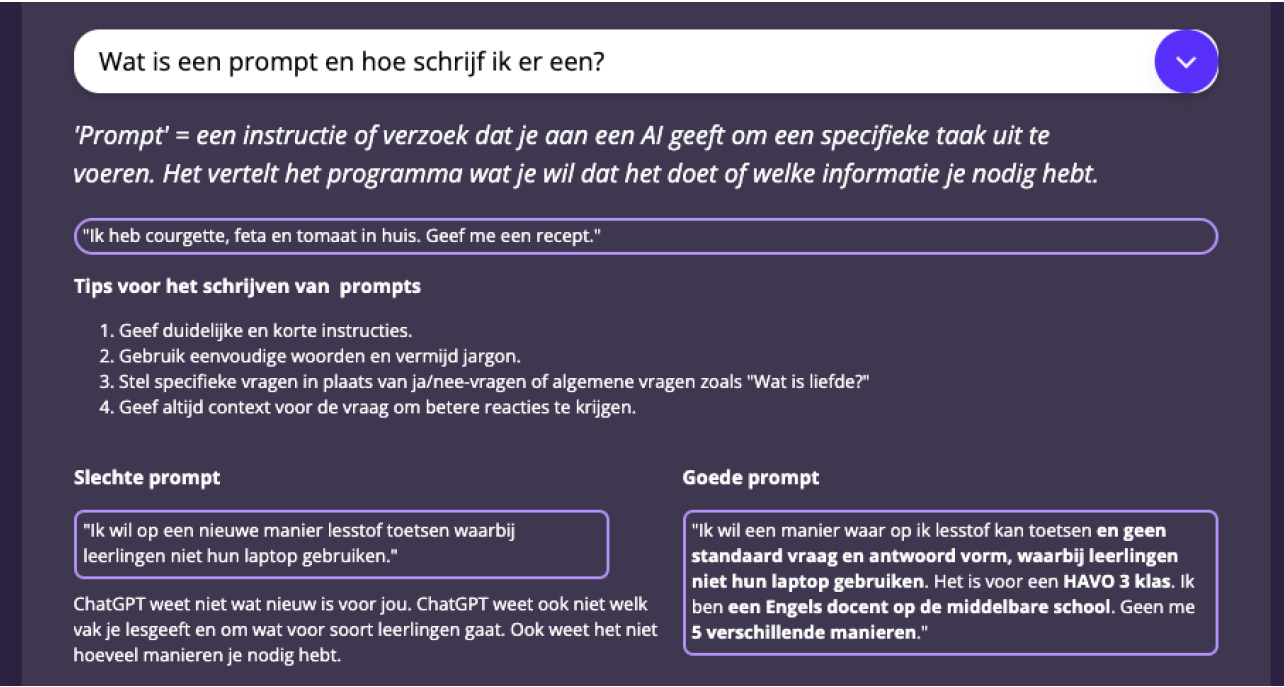 Wat is een prompt en hoe schrijf ik er een?
'Prompt' = een instructie of verzoek dat je aan een AI geeft om een specifieke taak uit te
voeren. Het vertelt het programma wat je wil dat het doet of welke informatie je nodig hebt.
"Ik heb courgette, feta en tomaat in huis. Geef me een recept."
Tips voor het schrijven van  prompts
1. Geef duidelijke en korte instructies.
2. Gebruik eenvoudige woorden en vermijd jargon.
3. Stel specifieke vragen in plaats van ja/nee-vragen of algemene vragen zoals "Wat is liefde?"
4. Geef altijd context voor de vraag om betere reacties te krijgen.
Slechte prompt
"Ik wil op een nieuwe manier lesstof toetsen waarbij
leerlingen niet hun laptop gebruiken."
ChatGPT weet niet wat nieuw is voor jou. ChatGPT weet ook niet welk
vak je lesgeeft en om wat voor soort leerlingen gaat. Ook weet het niet
hoeveel manieren je nodig hebt.
Goede prompt
"Ik wil een manier waar op ik lesstof kan toetsen en geen
standaard vraag en antwoord vorm, waarbij leerlingen
niet hun laptop gebruiken. Het is voor een HAVO 3 klas. Ik
ben een Engels docent op de middelbare school. Geen me
5 verschillende manieren."